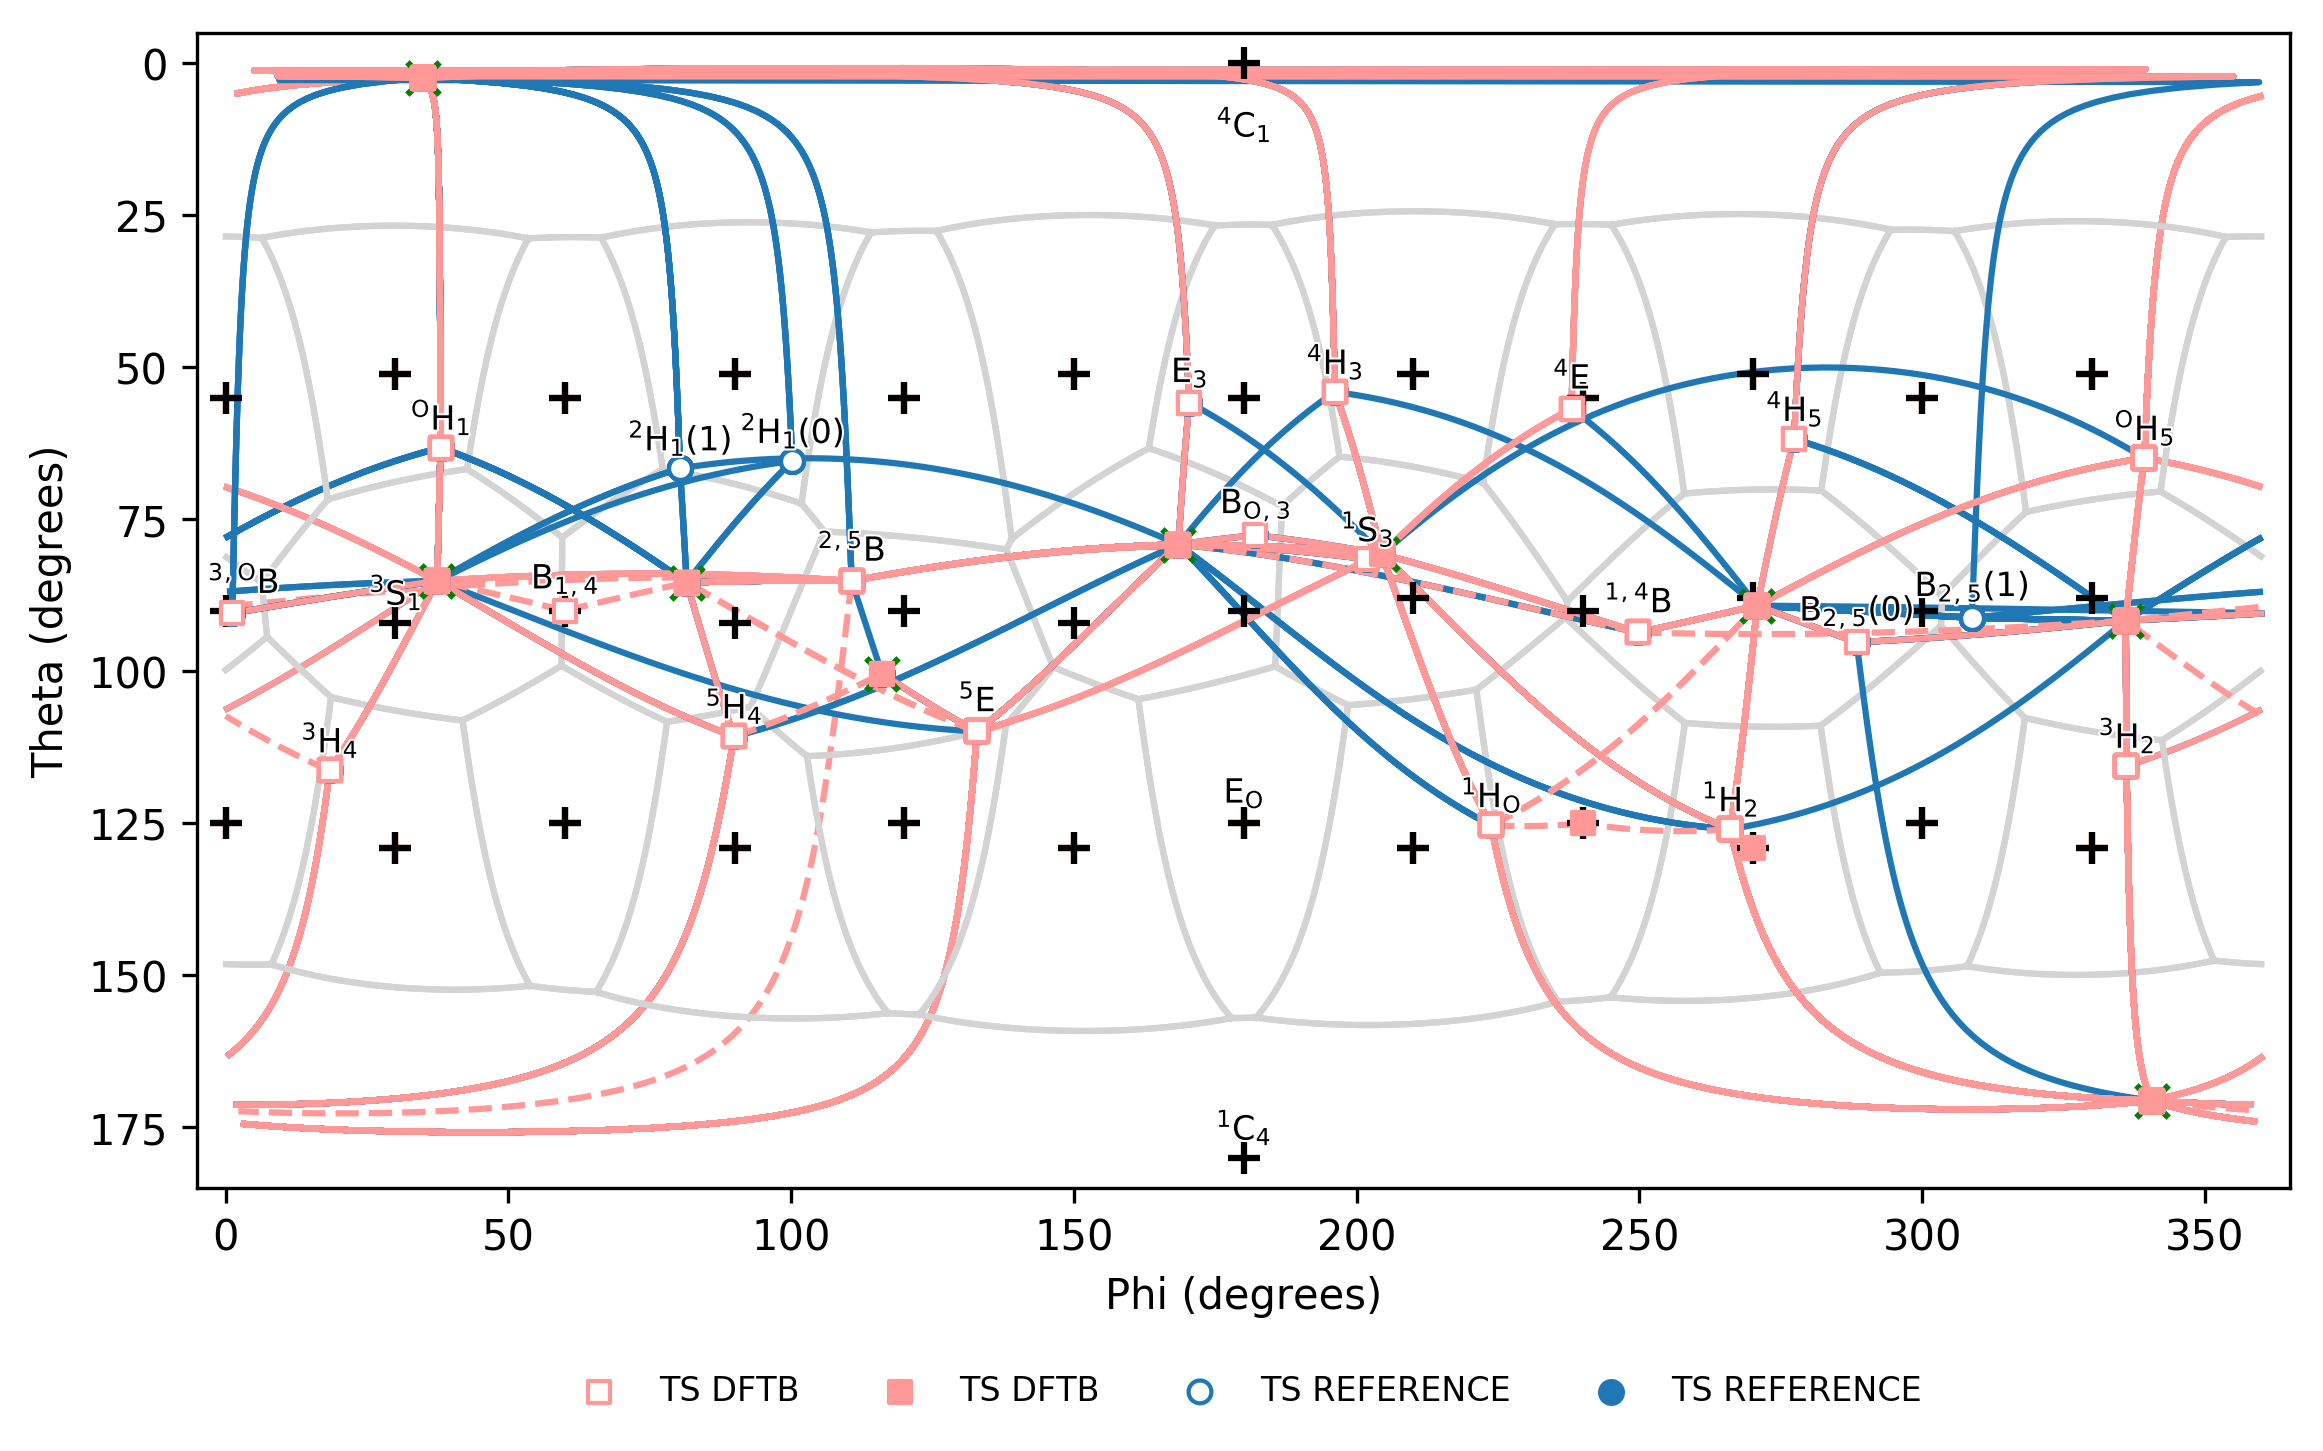 0
25
50
75
100
125
150
175
Theta (degrees)
⁴C₁
E₃
⁴H₃
⁴E
⁴H₅
ᴼH₁
²H₁(1)
²H₁(0)
ᴼH₅
B_O,₃
¹S₃
²,⁵B
³,ᴼB
³S₁
B₁,₄
¹,⁴B
B₂,₅(0)
B₂,₅(1)
⁵H₄
⁵E
³H₄
³H₂
E_O
¹H_O
¹H₂
¹C₄
0 50 100 150 200 250 300 350
Phi (degrees)
TS DFTB TS DFTB TS REFERENCE TS REFERENCE